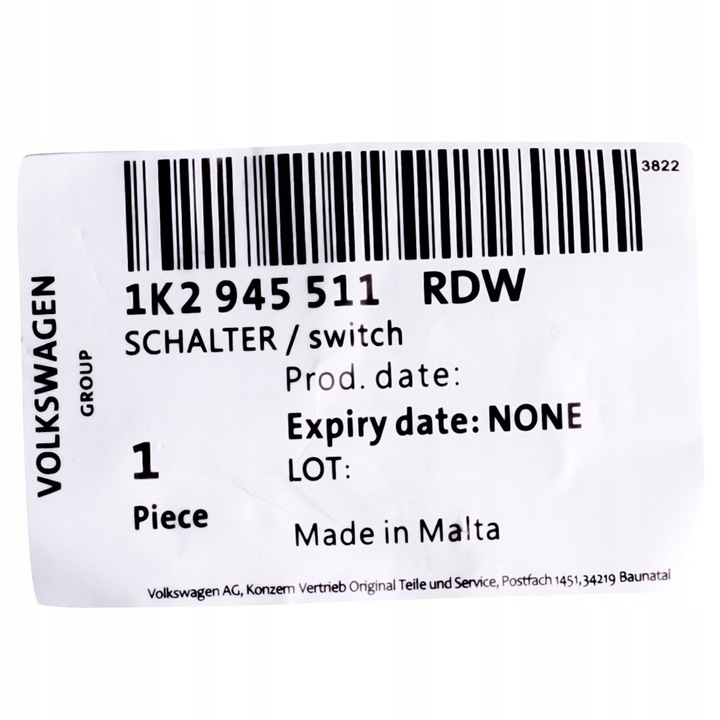 3822
1K2 945 511 RDW
SCHALTER / switch
Prod. date:
Expiry date: NONE
LOT:
1
Piece
Made in Malta
Volkswagen AG, Konzern Vertrieb Original Teile und Service, Postfach 1451,34219 Baunatal
VOLKSWAGEN
GROUP